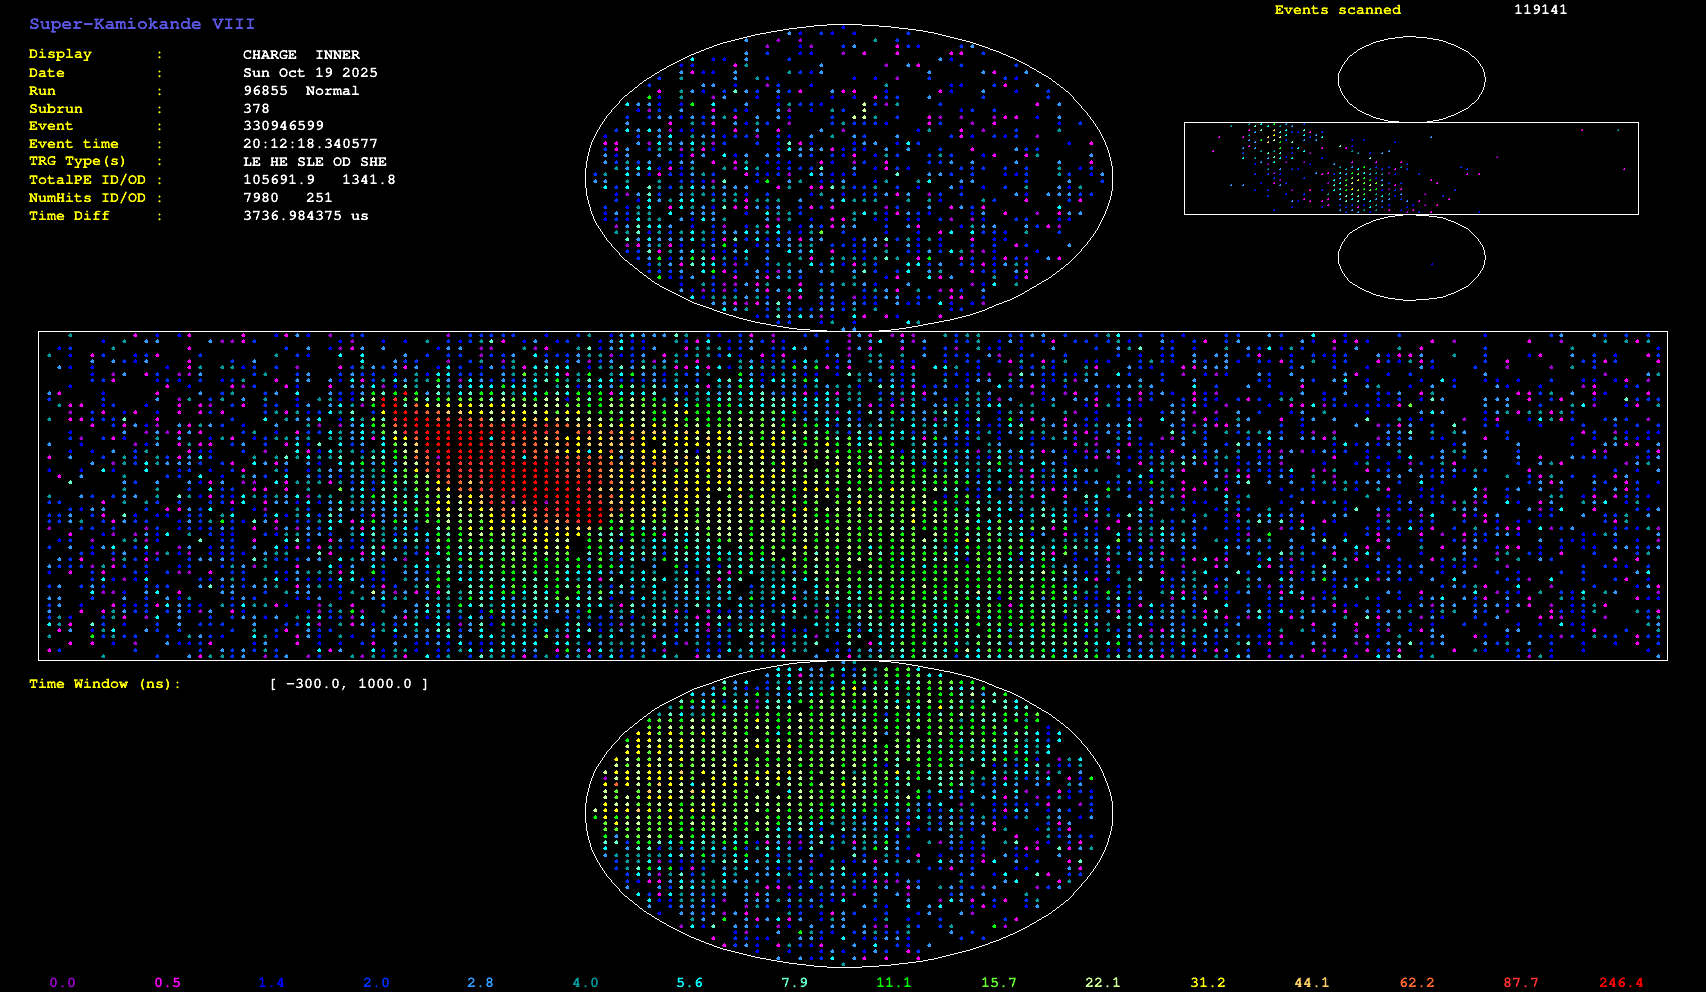 Super-Kamiokande VIII
Events scanned 119141
Display : CHARGE INNER
Date : Sun Oct 19 2025
Run : 96855 Normal
Subrun : 378
Event : 330946599
Event time : 20:12:18.340577
TRG Type(s) : LE HE SLE OD SHE
TotalPE ID/OD : 105691.9 1341.8
NumHits ID/OD : 7980 251
Time Diff : 3736.984375 us
Time Window (ns): [ -300.0, 1000.0 ]
0.0 0.5 1.4 2.0 2.8 4.0 5.6 7.9 11.1 15.7 22.1 31.2 44.1 62.2 87.7 246.4